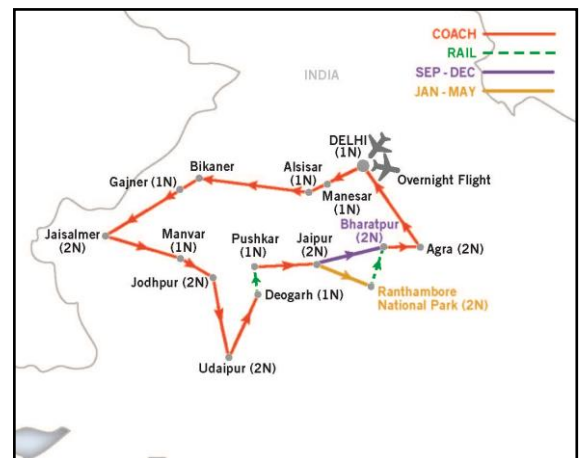 COACH
RAIL
SEP - DEC
JAN - MAY
INDIA
DELHI
(1N)
Overnight Flight
Bikaner
Alsisar
(1N)
Gajner (1N)
Manesar
(1N)
Bharatpur
(2N)
Jaisalmer
(2N)
Manvar
(1N)
Pushkar
(1N)
Jaipur
(2N)
Agra (2N)
Jodhpur (2N)
Deogarh (1N)
Ranthambore
National Park (2N)
Udaipur (2N)